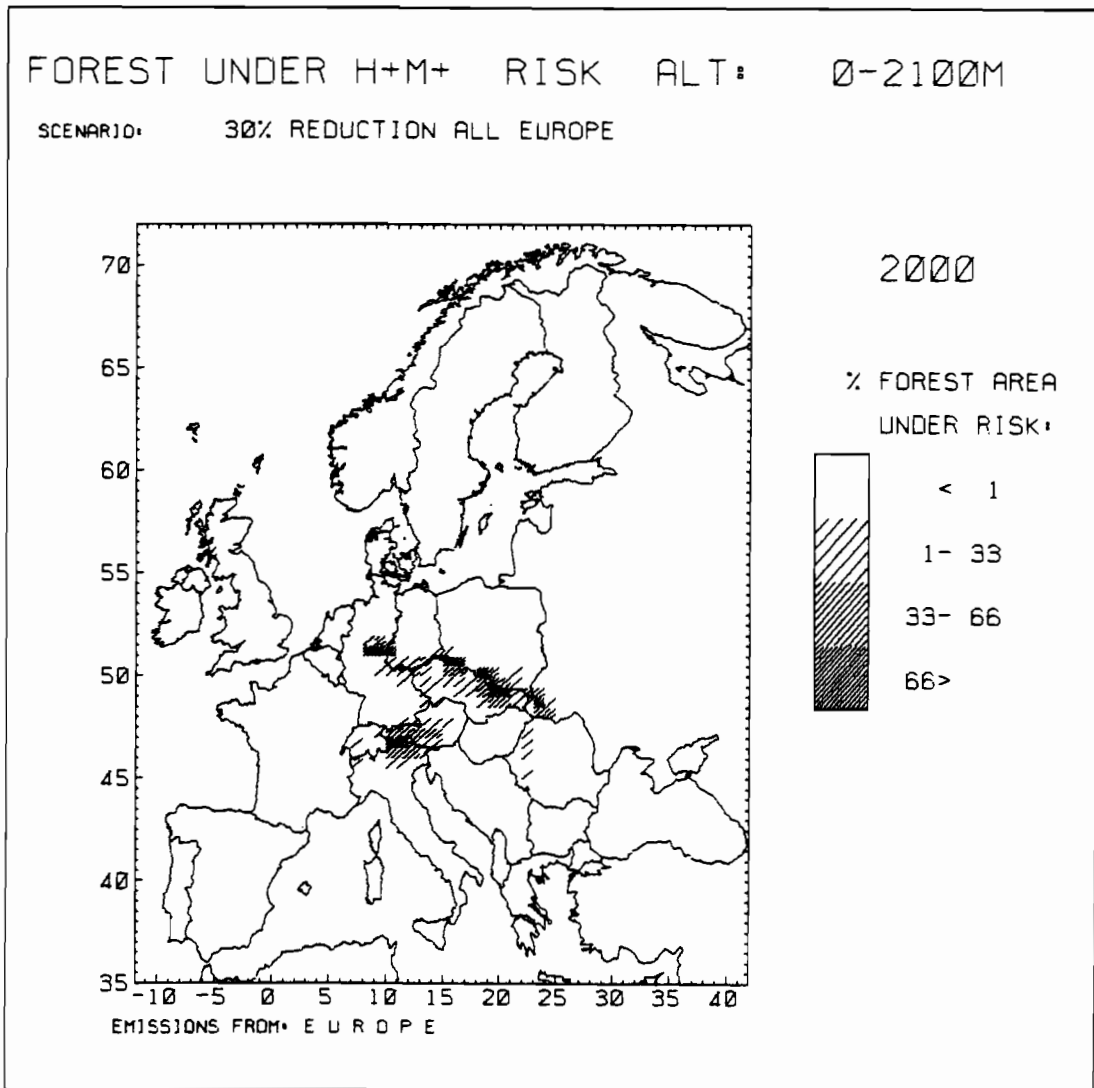 FOREST UNDER H+M+ RISK ALT: 0-2100M
SCENARIO: 30% REDUCTION ALL EUROPE
2000
% FOREST AREA
UNDER RISK:
< 1
1- 33
33- 66
66>
70
65
60
55
50
45
40
35
-10 -5 0 5 10 15 20 25 30 35 40
EMISSIONS FROM: E U R O P E